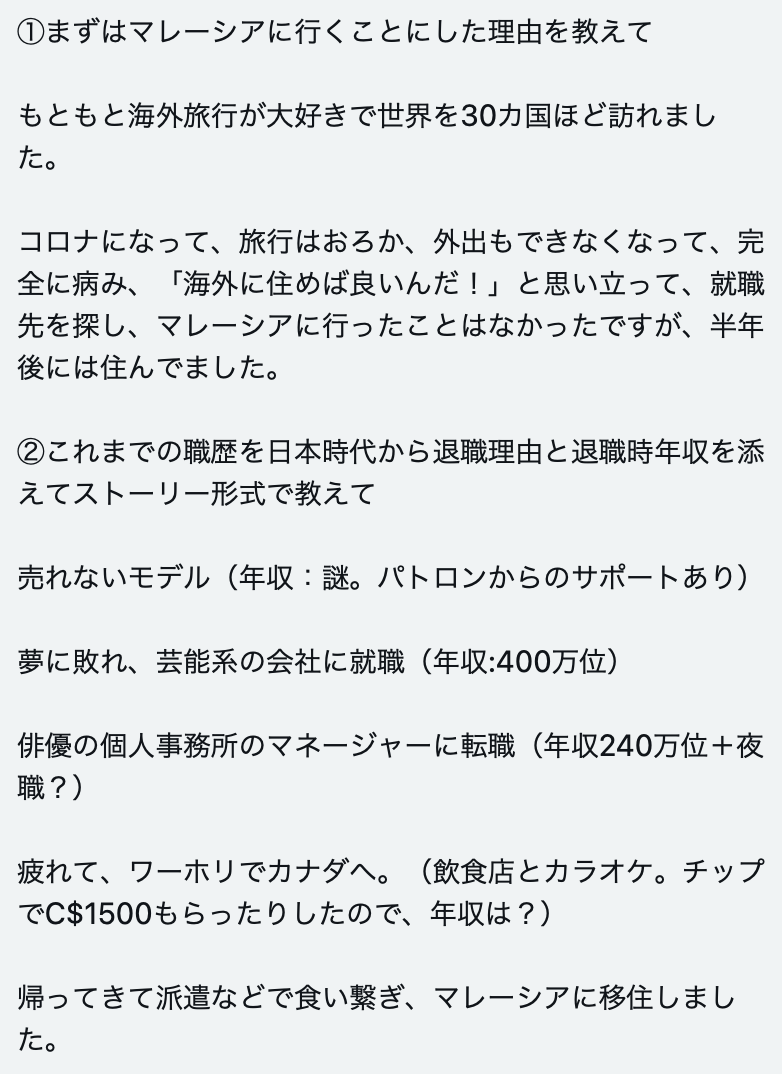 ①まずはマレーシアに行くことにした理由を教えて
もともと海外旅行が大好きで世界を30カ国ほど訪れまし
た。
コロナになって、旅行はおろか、外出もできなくなって、完
全に病み、「海外に住めば良いんだ！」と思い立って、就職
先を探し、マレーシアに行ったことはなかったですが、半年
後には住んでました。
②これまでの職歴を日本時代から退職理由と退職時年収を添
えてストーリー形式で教えて
売れないモデル（年収：謎。パトロンからのサポートあり）
夢に敗れ、芸能系の会社に就職（年収:400万位）
俳優の個人事務所のマネージャーに転職（年収240万位＋夜
職？）
疲れて、ワーホリでカナダへ。（飲食店とカラオケ。チップ
でC$1500もらったりしたので、年収は？）
帰ってきて派遣などで食い繋ぎ、マレーシアに移住しまし
た。